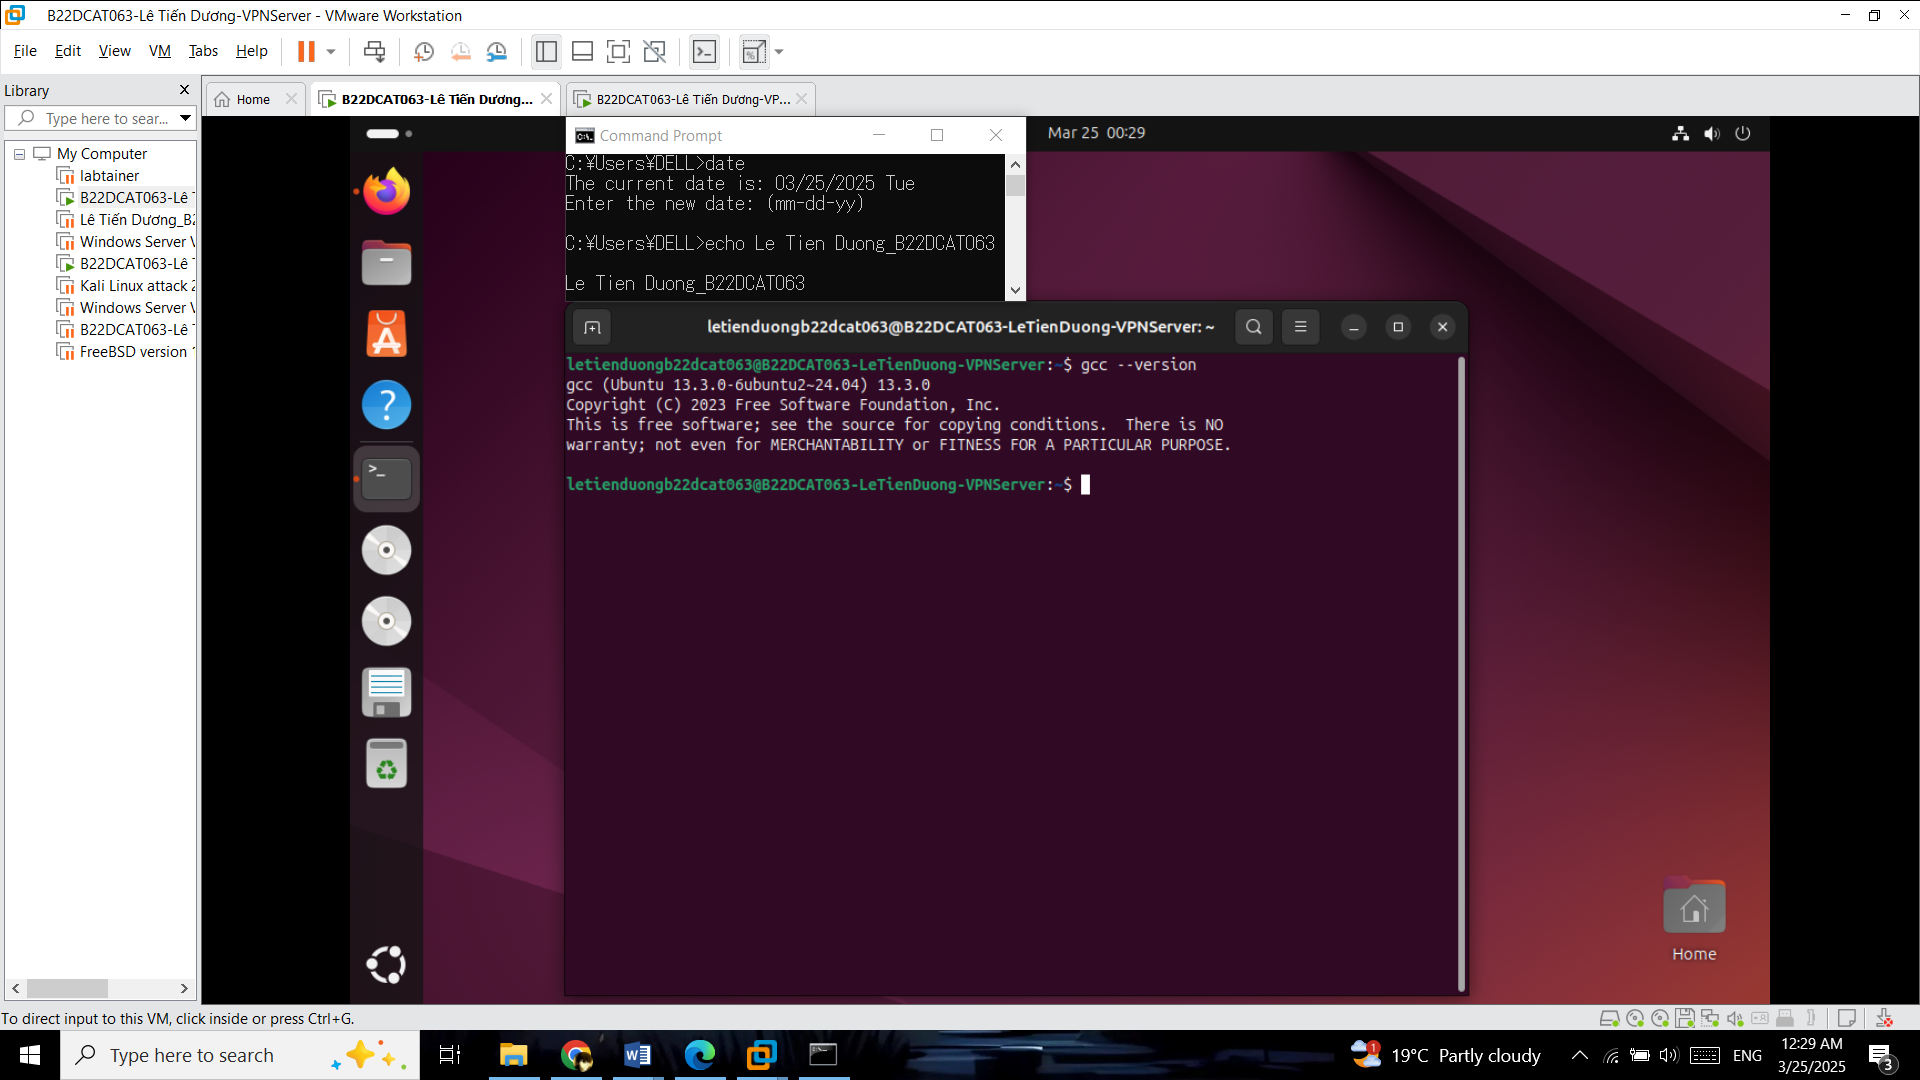 B22DCAT063-Lê Tiến Dương-VPNServer - VMware Workstation
File Edit View VM Tabs Help
Library
Type here to sear...
My Computer
labtainer
B22DCAT063-Lê T
Lê Tiến Dương_B2
Windows Server V
B22DCAT063-Lê T
Kali Linux attack 2
Windows Server V
B22DCAT063-Lê T
FreeBSD version 1
Home
B22DCAT063-Lê Tiến Dương...
B22DCAT063-Lê Tiến Dương-VP...
Mar 25 00:29
Command Prompt
C:¥Users¥DELL>date
The current date is: 03/25/2025 Tue
Enter the new date: (mm-dd-yy)
C:¥Users¥DELL>echo Le Tien Duong_B22DCAT063
Le Tien Duong_B22DCAT063
letienduongb22dcat063@B22DCAT063-LeTienDuong-VPNServer: ~
letienduongb22dcat063@B22DCAT063-LeTienDuong-VPNServer:~$ gcc --version
gcc (Ubuntu 13.3.0-6ubuntu2~24.04) 13.3.0
Copyright (C) 2023 Free Software Foundation, Inc.
This is free software; see the source for copying conditions.  There is NO
warranty; not even for MERCHANTABILITY or FITNESS FOR A PARTICULAR PURPOSE.
letienduongb22dcat063@B22DCAT063-LeTienDuong-VPNServer:~$
Home
To direct input to this VM, click inside or press Ctrl+G.
Type here to search
1
19°C Partly cloudy
ENG
12:29 AM
3/25/2025
3